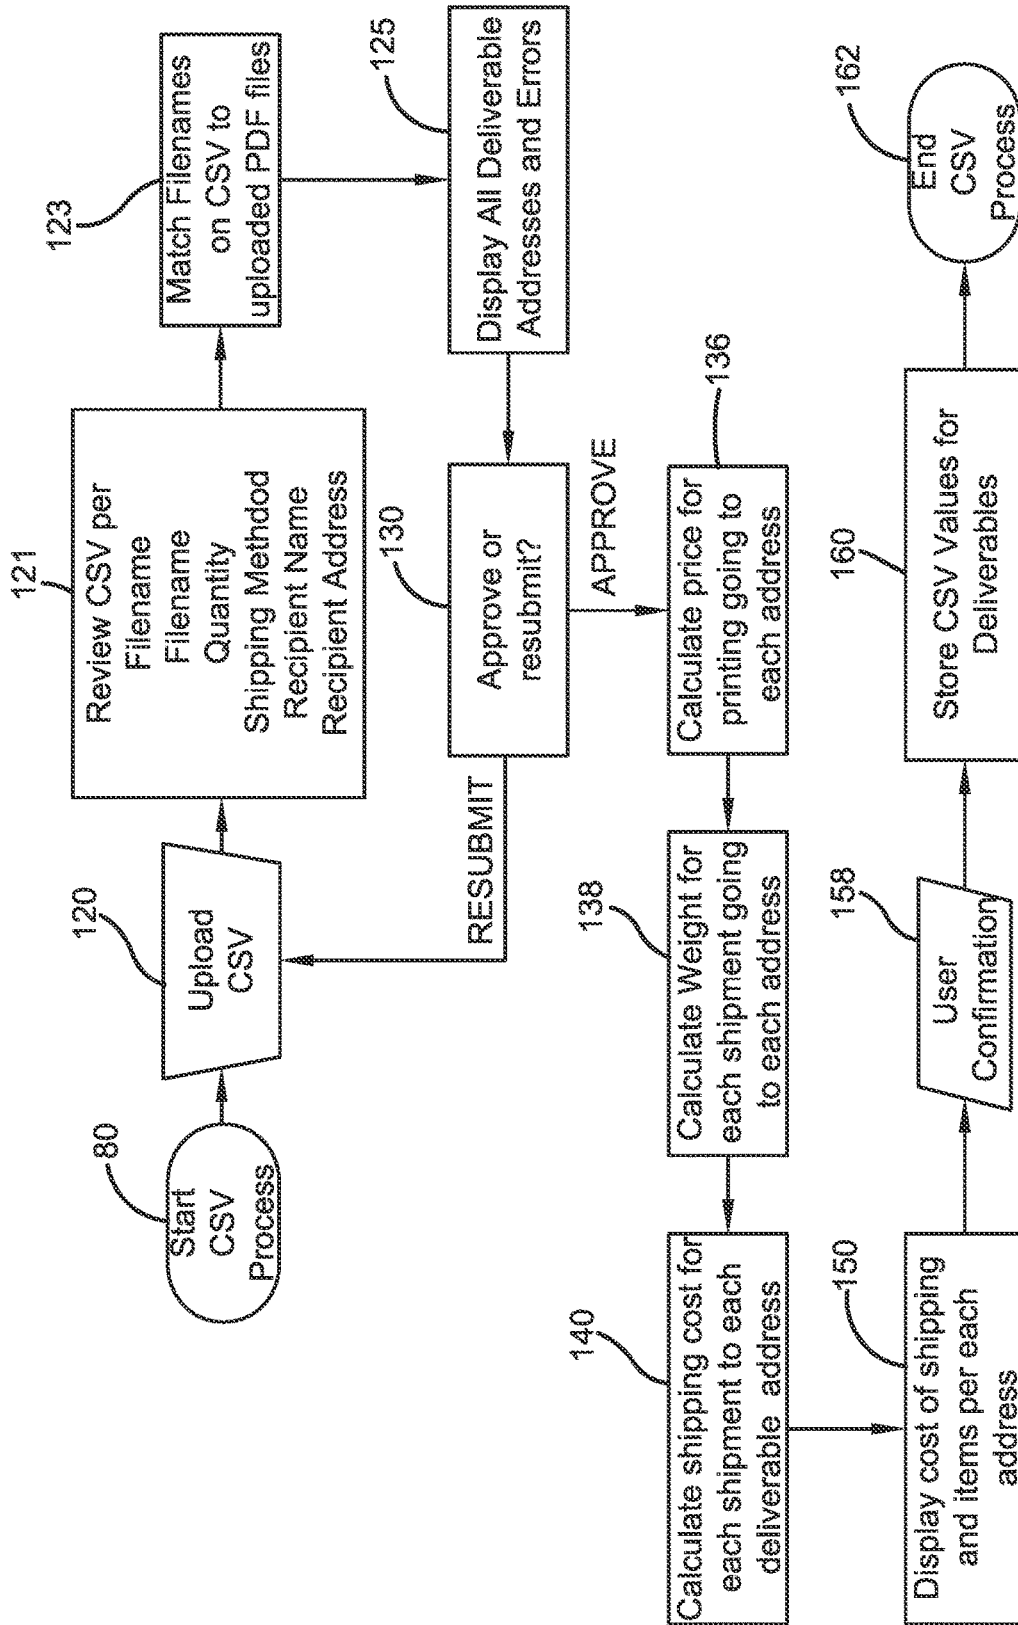 80
Start
CSV
Process
120
Upload
CSV
121
Review CSV per
Filename
Filename
Quantity
Shipping Methdod
Recipient Name
Recipient Address
123
Match Filenames
on CSV to
uploaded PDF files
125
Display All Deliverable
Addresses and Errors
130
Approve or
resubmit?
RESUBMIT
APPROVE
136
Calculate price for
printing going to
each address
138
Calculate Weight for
each shipment going
to each address
140
Calculate shipping cost for
each shipment to each
deliverable address
150
Display cost of shipping
and items per each
address
158
User
Confirmation
160
Store CSV Values for
Deliverables
162
End
CSV
Process